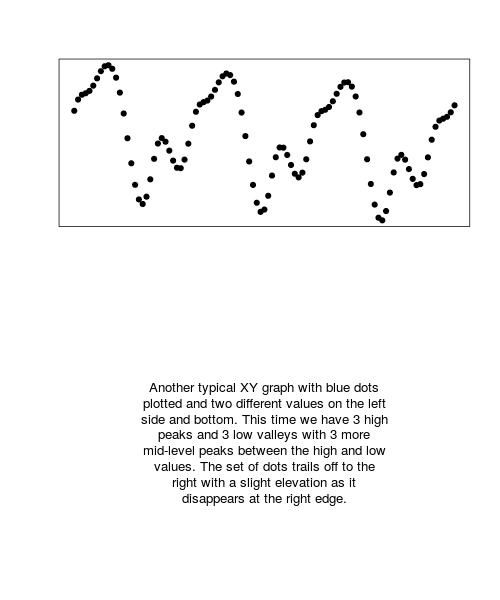 Another typical XY graph with blue dots
plotted and two different values on the left
side and bottom. This time we have 3 high
peaks and 3 low valleys with 3 more
mid-level peaks between the high and low
values. The set of dots trails off to the
right with a slight elevation as it
disappears at the right edge.